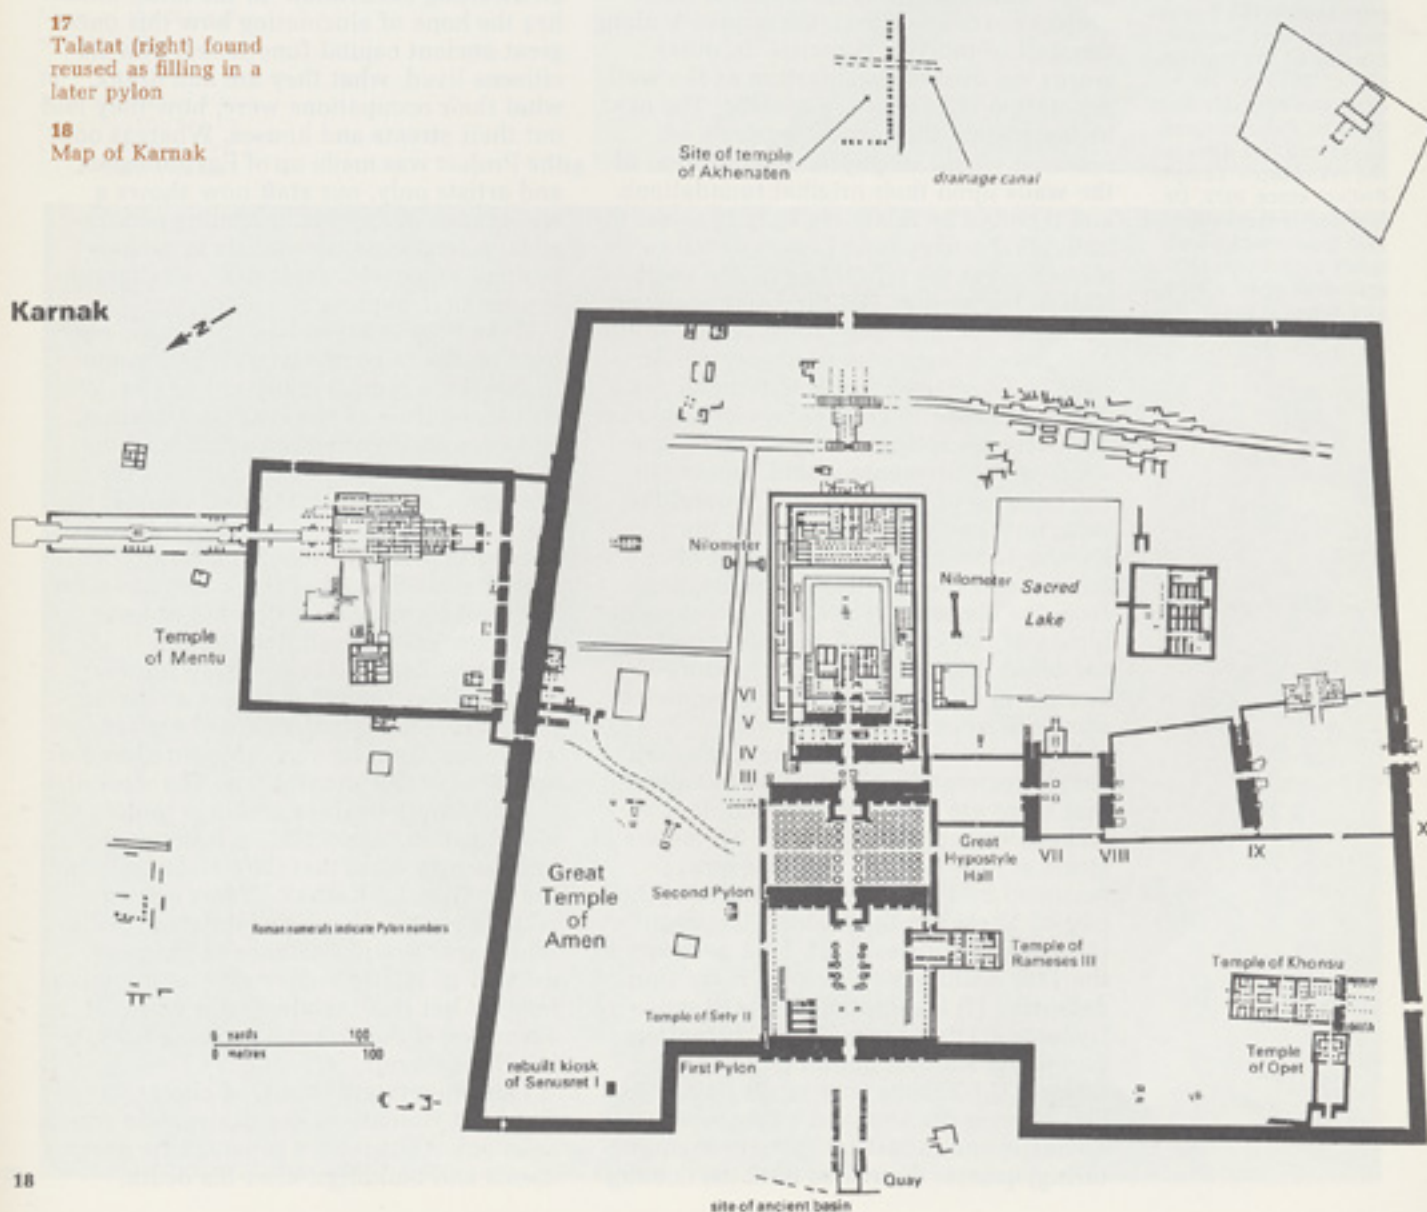 17
Talatat (right) found
reused as filling in a
later pylon
18
Map of Karnak
Site of temple
of Akhenaten
drainage canal
Karnak
N
Nilometer
Nilometer
Sacred
Lake
Temple
of Mentu
VI
V
IV
III
Great
Hypostyle
Hall
VII
VIII
IX
X
Great
Temple
of
Amen
Second Pylon
Roman numerals indicate Pylon numbers
Temple of
Rameses III
Temple of Khonsu
Temple of Sety II
0 yards 100
0 metres 100
rebuilt kiosk
of Senusret I
First Pylon
Temple
of Opet
Quay
site of ancient basin
18